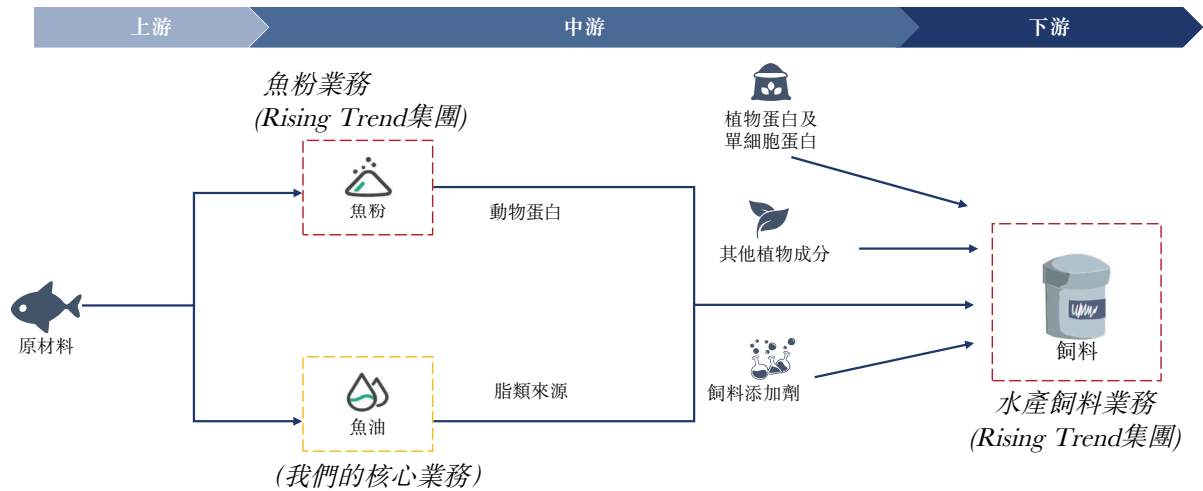 上游
中游
下游
魚粉業務
(Rising Trend集團)
魚粉
動物蛋白
植物蛋白及
單細胞蛋白
其他植物成分
原材料
飼料
魚油
脂類來源
飼料添加劑
(我們的核心業務)
水產飼料業務
(Rising Trend集團)